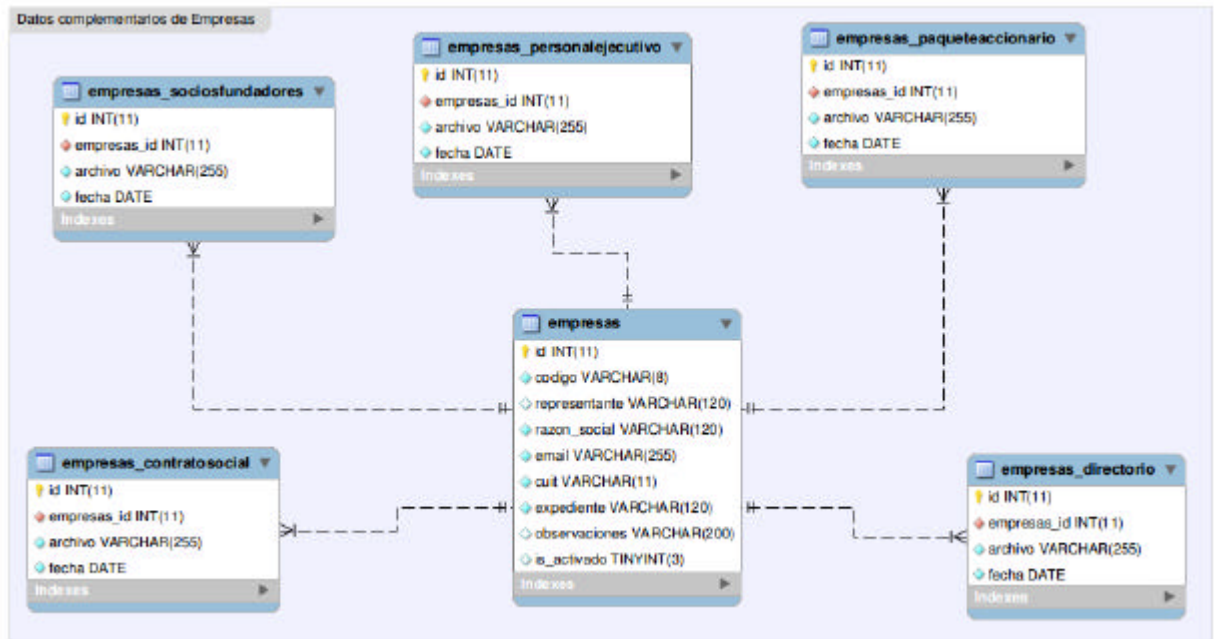 Datos complementarios de Empresas
empresas_sociosfundadores
id INT(11)
empresas_id INT(11)
archivo VARCHAR(255)
fecha DATE
Indexes
empresas_personalejecutivo
id INT(11)
empresas_id INT(11)
archivo VARCHAR(255)
fecha DATE
Indexes
empresas_paqueteaccionario
id INT(11)
empresas_id INT(11)
archivo VARCHAR(255)
fecha DATE
Indexes
empresas
id INT(11)
codigo VARCHAR(8)
representante VARCHAR(120)
razon_social VARCHAR(120)
email VARCHAR(255)
cuit VARCHAR(11)
expediente VARCHAR(120)
observaciones VARCHAR(200)
is_activado TINYINT(3)
Indexes
empresas_contratosocial
id INT(11)
empresas_id INT(11)
archivo VARCHAR(255)
fecha DATE
Indexes
empresas_directorio
id INT(11)
empresas_id INT(11)
archivo VARCHAR(255)
fecha DATE
Indexes